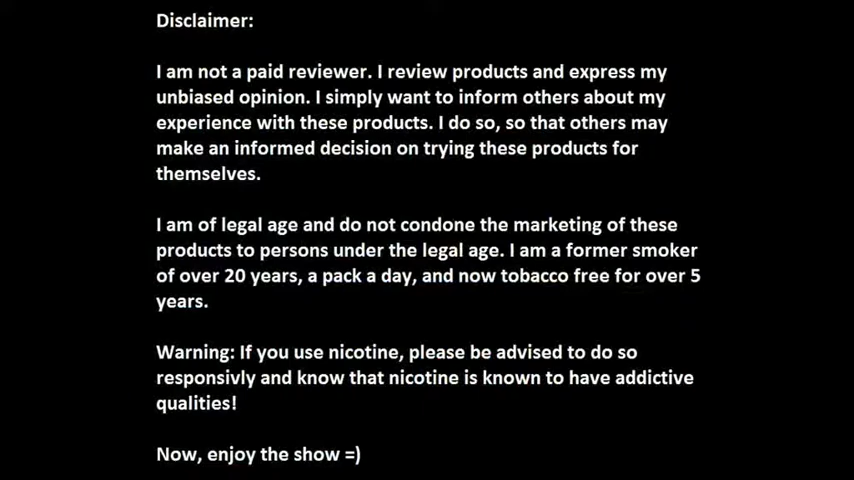 Disclaimer:
I am not a paid reviewer. I review products and express my
unbiased opinion. I simply want to inform others about my
experience with these products. I do so, so that others may
make an informed decision on trying these products for
themselves.
I am of legal age and do not condone the marketing of these
products to persons under the legal age. I am a former smoker
of over 20 years, a pack a day, and now tobacco free for over 5
years.
Warning: If you use nicotine, please be advised to do so
responsivly and know that nicotine is known to have addictive
qualities!
Now, enjoy the show =)